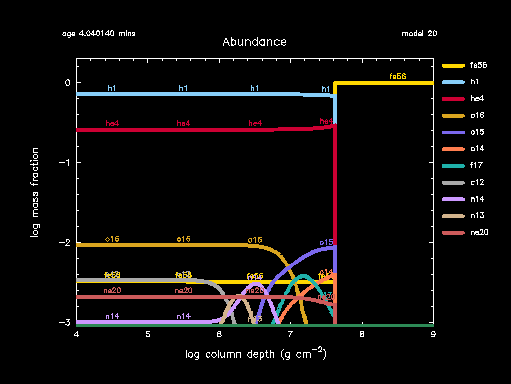 age 4.040140 mins
model 20
Abundance
fe56
h1
he4
o16
o15
o14
f17
c12
n14
n13
ne20
0
−1
−2
−3
log mass fraction
4
5
6
7
8
9
log column depth (g cm−2)
h1
h1
h1
h1
fe56
he4
he4
he4
he4
o16
o16
o16
o15
ne20
ne20
n14
n14